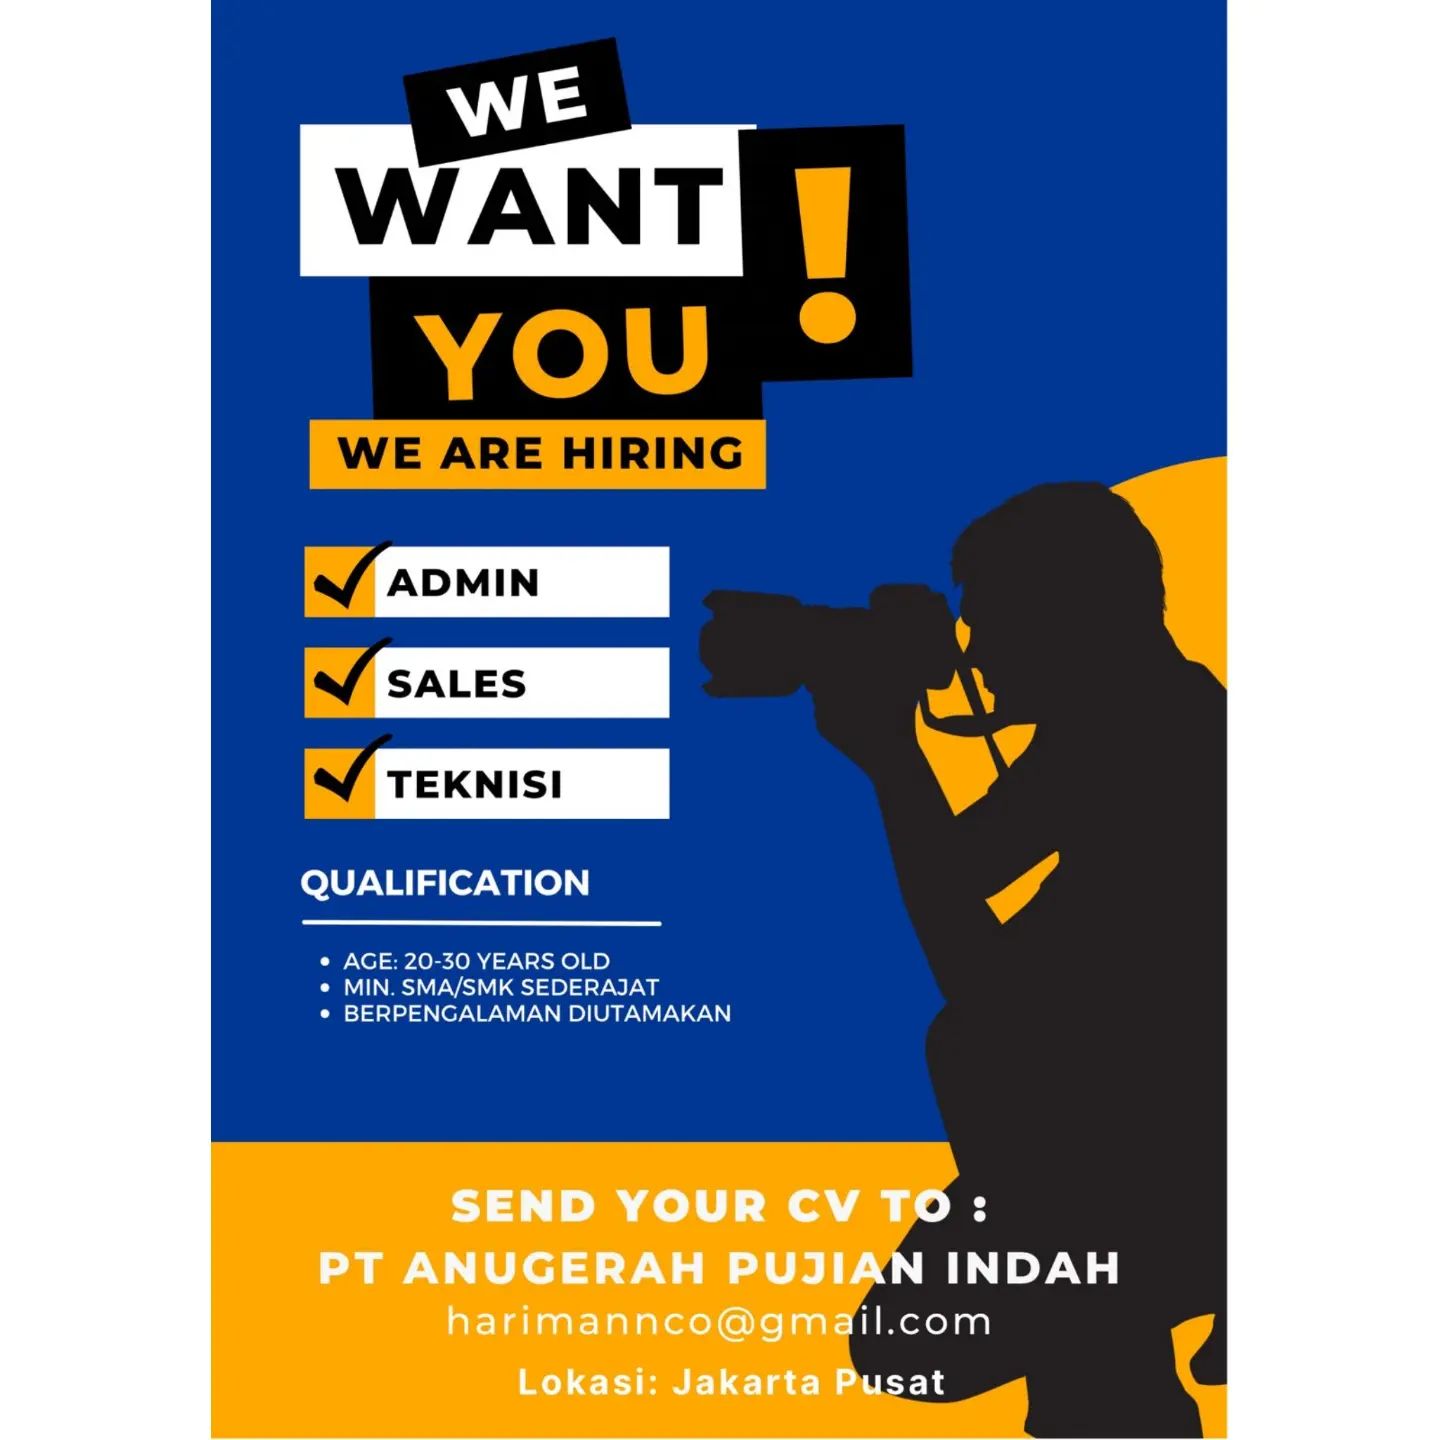 WE
WANT
YOU!
WE ARE HIRING
ADMIN
SALES
TEKNISI
QUALIFICATION
• AGE: 20-30 YEARS OLD
• MIN. SMA/SMK SEDERAJAT
• BERPENGALAMAN DIUTAMAKAN
SEND YOUR CV TO :
PT ANUGERAH PUJIAN INDAH
harimannco@gmail.com
Lokasi: Jakarta Pusat